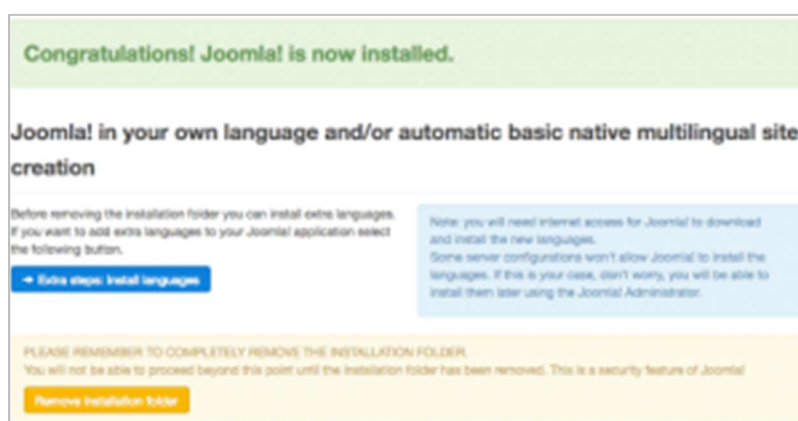 Congratulations! Joomla! is now installed.
Joomla! in your own language and/or automatic basic native multilingual site
creation
Before removing the installation folder you can install extra languages.
If you want to add extra languages to your Joomla! application select
the following button.
➔ Extra steps: Install languages
Note: you will need internet access for Joomla! to download
and install the new languages.
Some server configurations won't allow Joomla! to install the
languages. If this is your case, don't worry, you will be able to
install them later using the Joomla! Administrator.
PLEASE REMEMBER TO COMPLETELY REMOVE THE INSTALLATION FOLDER.
You will not be able to proceed beyond this point until the installation folder has been removed. This is a security feature of Joomla!
Remove installation folder